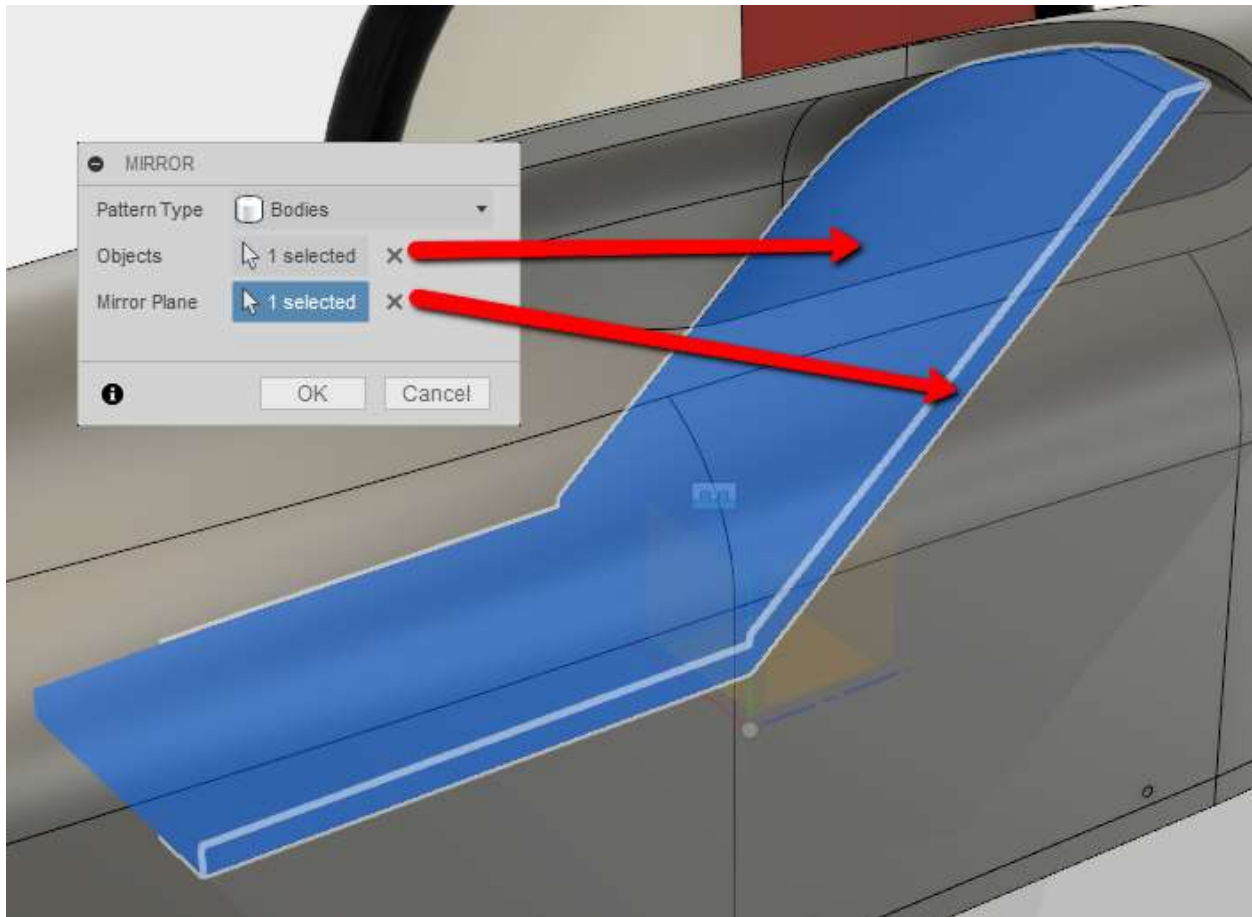 MIRROR
Pattern Type Bodies
Objects 1 selected
Mirror Plane 1 selected
OK Cancel